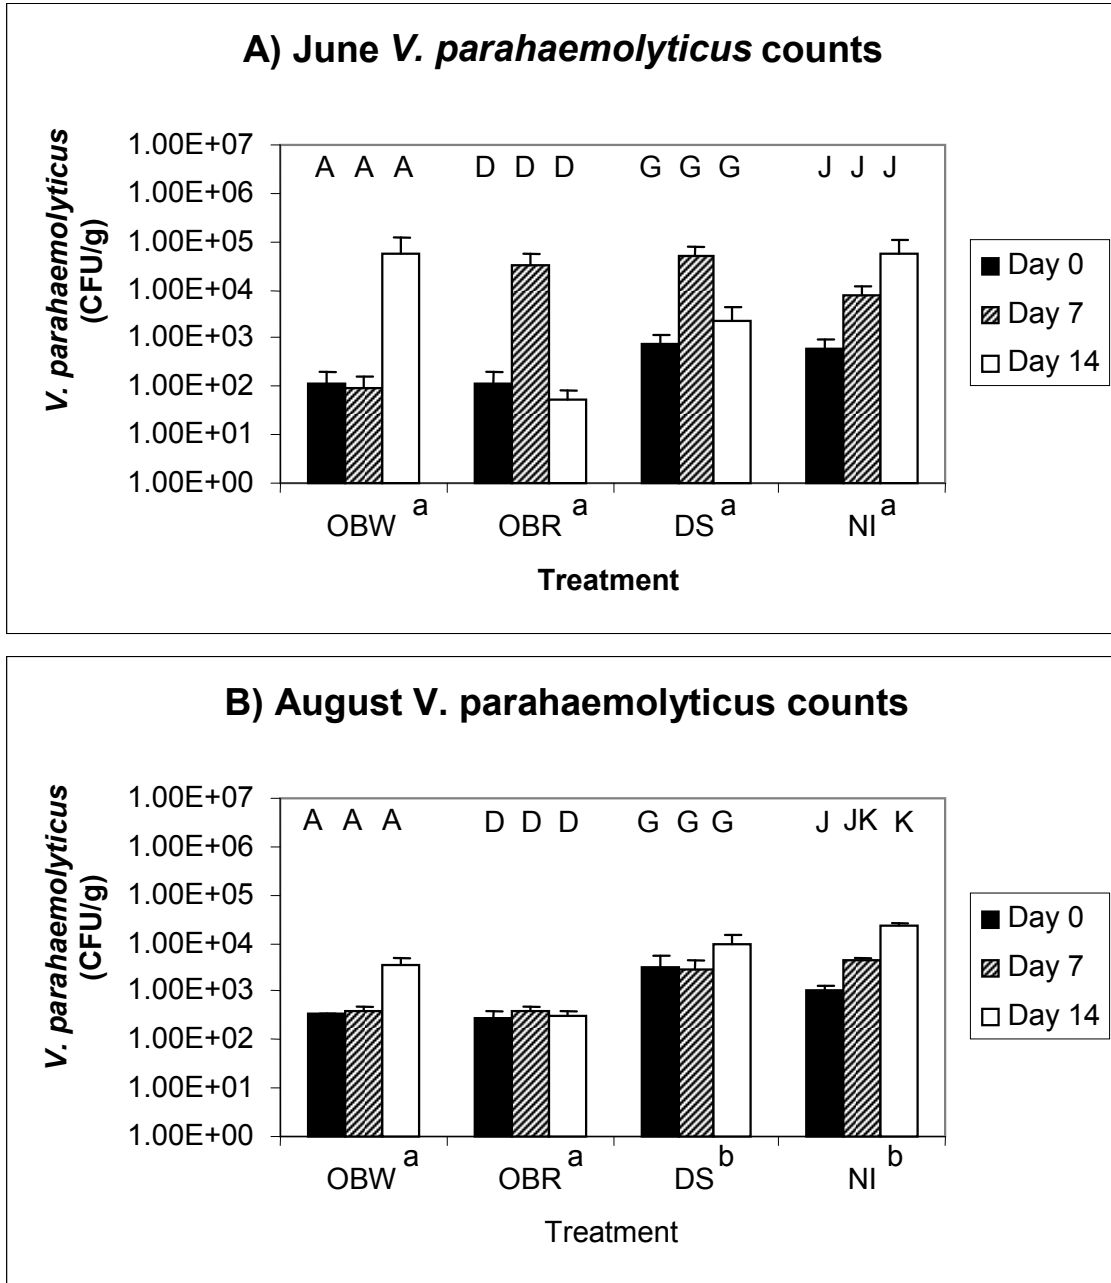 A) June V. parahaemolyticus counts
V. parahaemolyticus
(CFU/g)
1.00E+07
1.00E+06
1.00E+05
1.00E+04
1.00E+03
1.00E+02
1.00E+01
1.00E+00
A A A D D D G G G J J J
OBW a OBR a DS a NI a
Treatment
Day 0
Day 7
Day 14
B) August V. parahaemolyticus counts
V. parahaemolyticus
(CFU/g)
1.00E+07
1.00E+06
1.00E+05
1.00E+04
1.00E+03
1.00E+02
1.00E+01
1.00E+00
A A A D D D G G G J JK K
OBW a OBR a DS b NI b
Treatment
Day 0
Day 7
Day 14